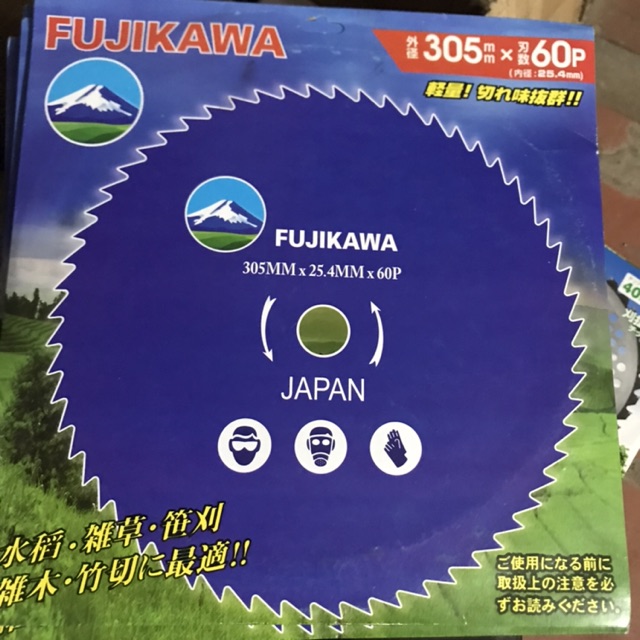 FUJIKAWA
外径 305mm × 刃数 60P
(内径:25.4mm)
軽量! 切れ味抜群!!
FUJIKAWA
305MM x 25.4MM x 60P
JAPAN
40
水稲・雑草・笹刈
雑木・竹切に最適!!
ご使用になる前に
取扱上の注意を必
ずお読みください。